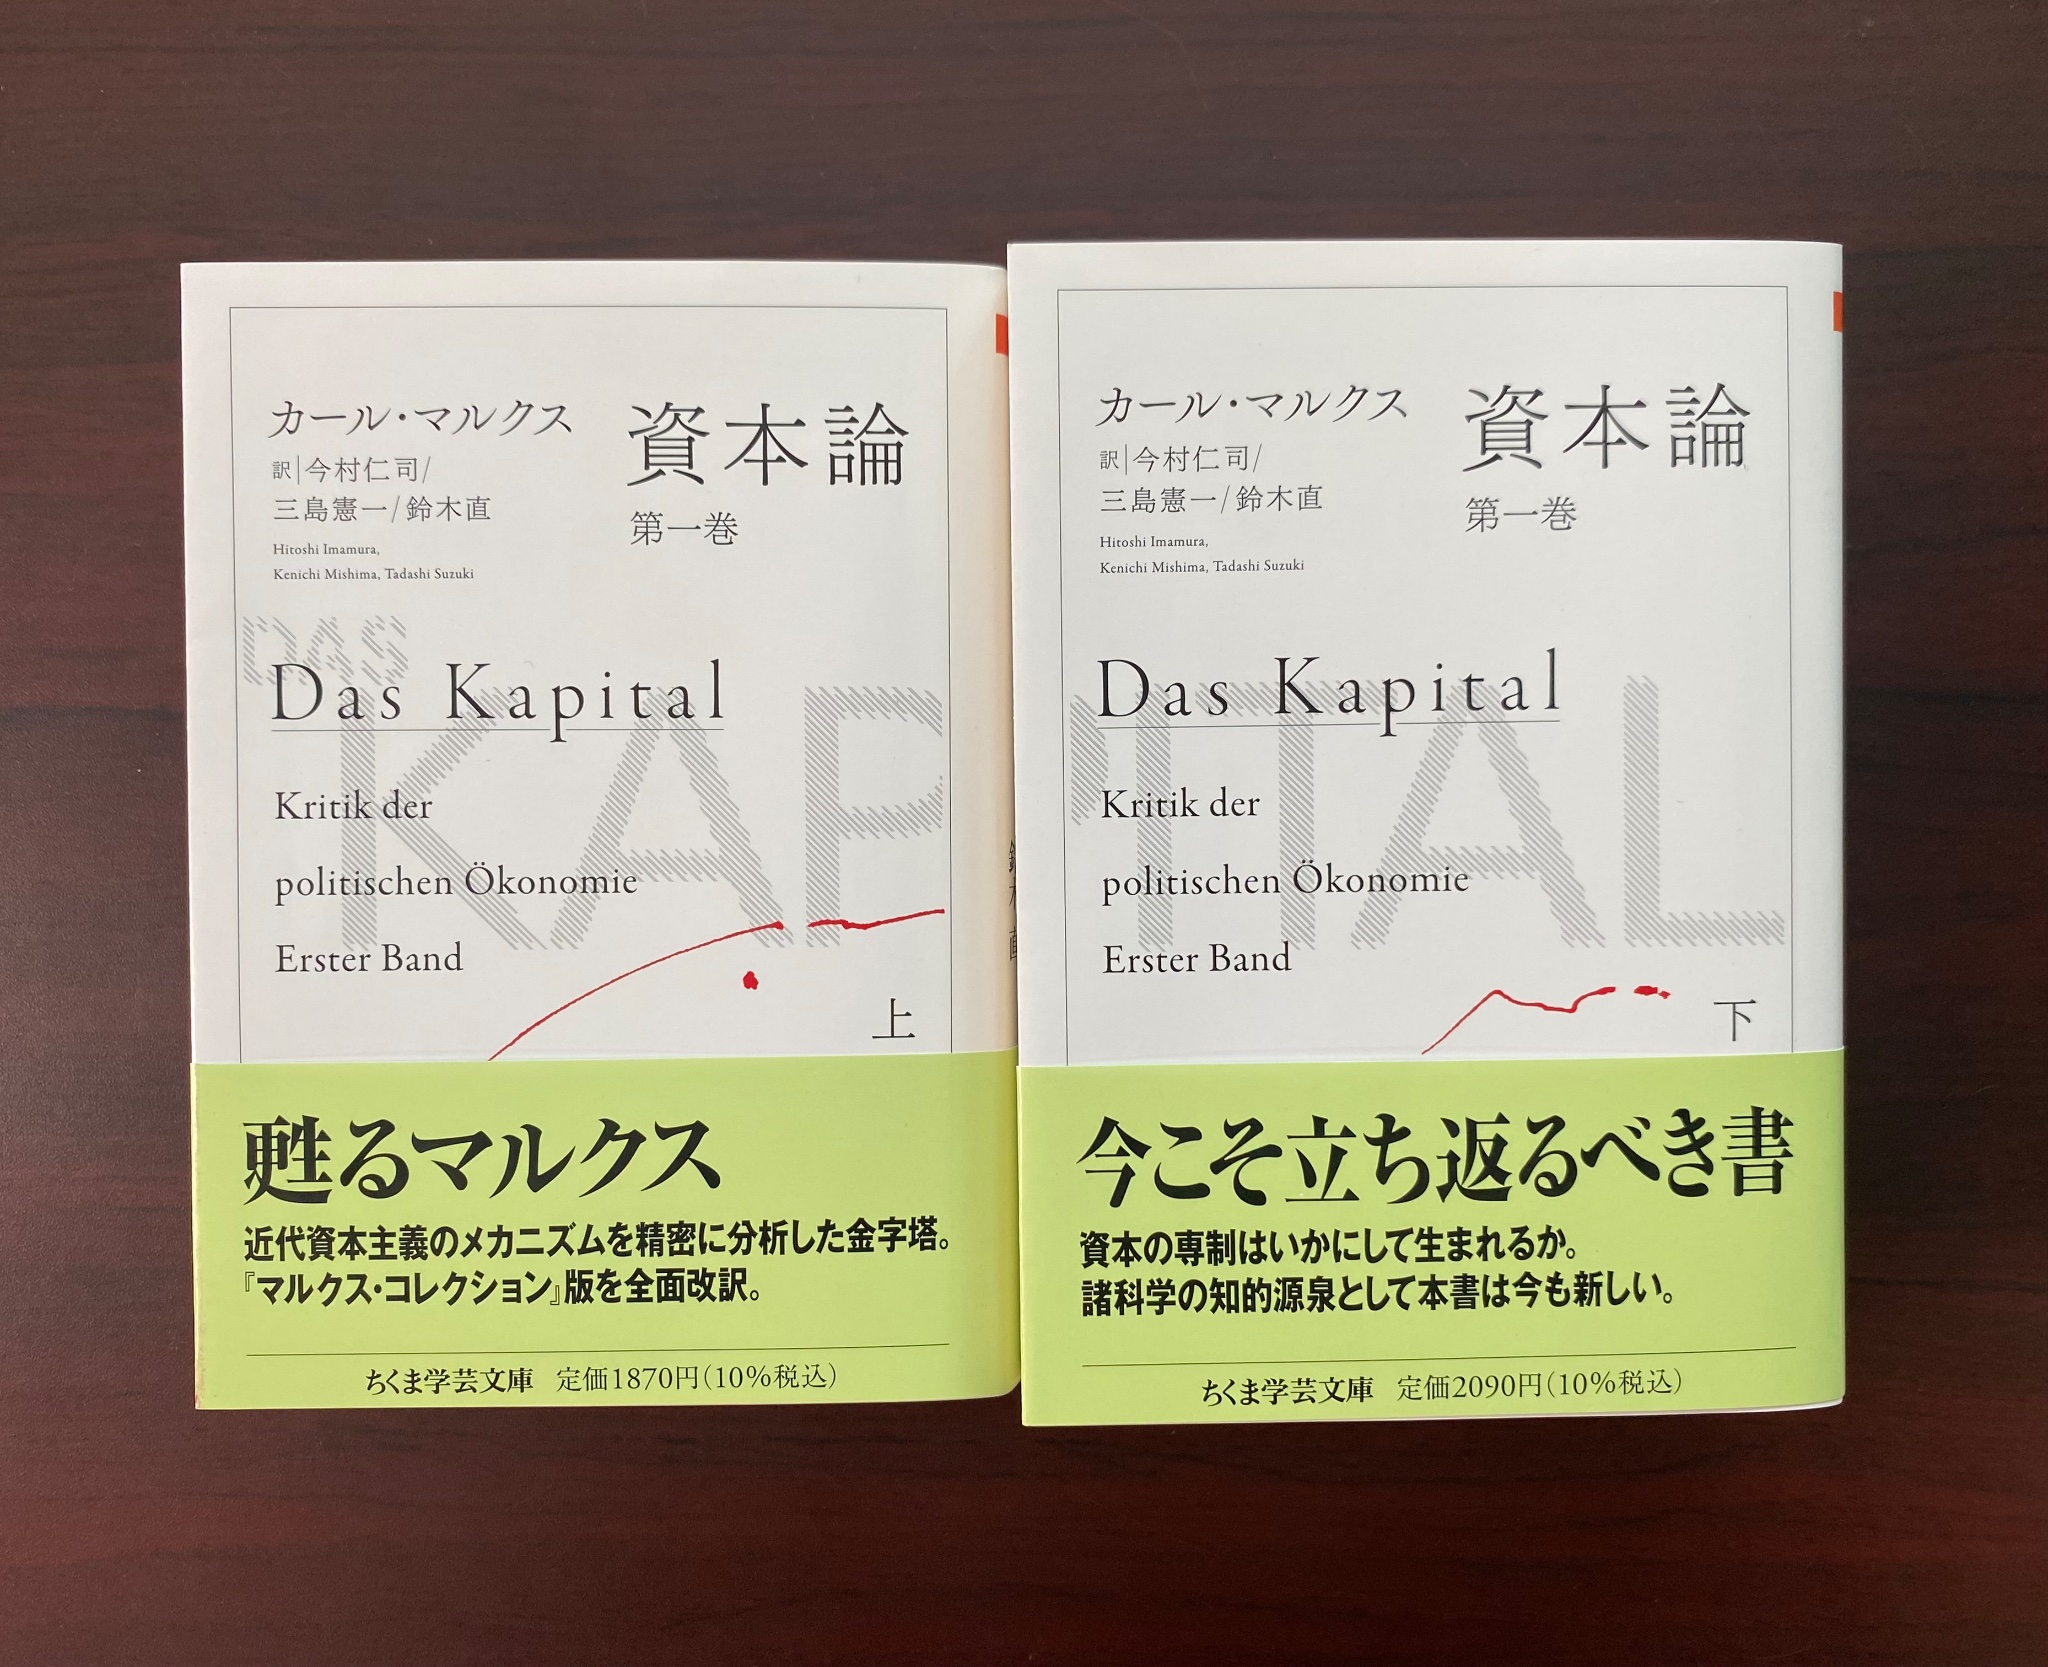 カール・マルクス
訳|今村仁司/
三島憲一/鈴木直
Hitoshi Imamura,
Kenichi Mishima, Tadashi Suzuki
資本論
第一巻
DAS
KAP
Das Kapital
Kritik der
politischen Ökonomie
Erster Band
上
甦るマルクス
近代資本主義のメカニズムを精密に分析した金字塔。
『マルクス・コレクション』版を全面改訳。
ちくま学芸文庫 定価1870円(10%税込)
カール・マルクス
訳|今村仁司/
三島憲一/鈴木直
Hitoshi Imamura,
Kenichi Mishima, Tadashi Suzuki
資本論
第一巻
ITAL
Das Kapital
Kritik der
politischen Ökonomie
Erster Band
下
今こそ立ち返るべき書
資本の専制はいかにして生まれるか。
諸科学の知的源泉として本書は今も新しい。
ちくま学芸文庫 定価2090円(10%税込)